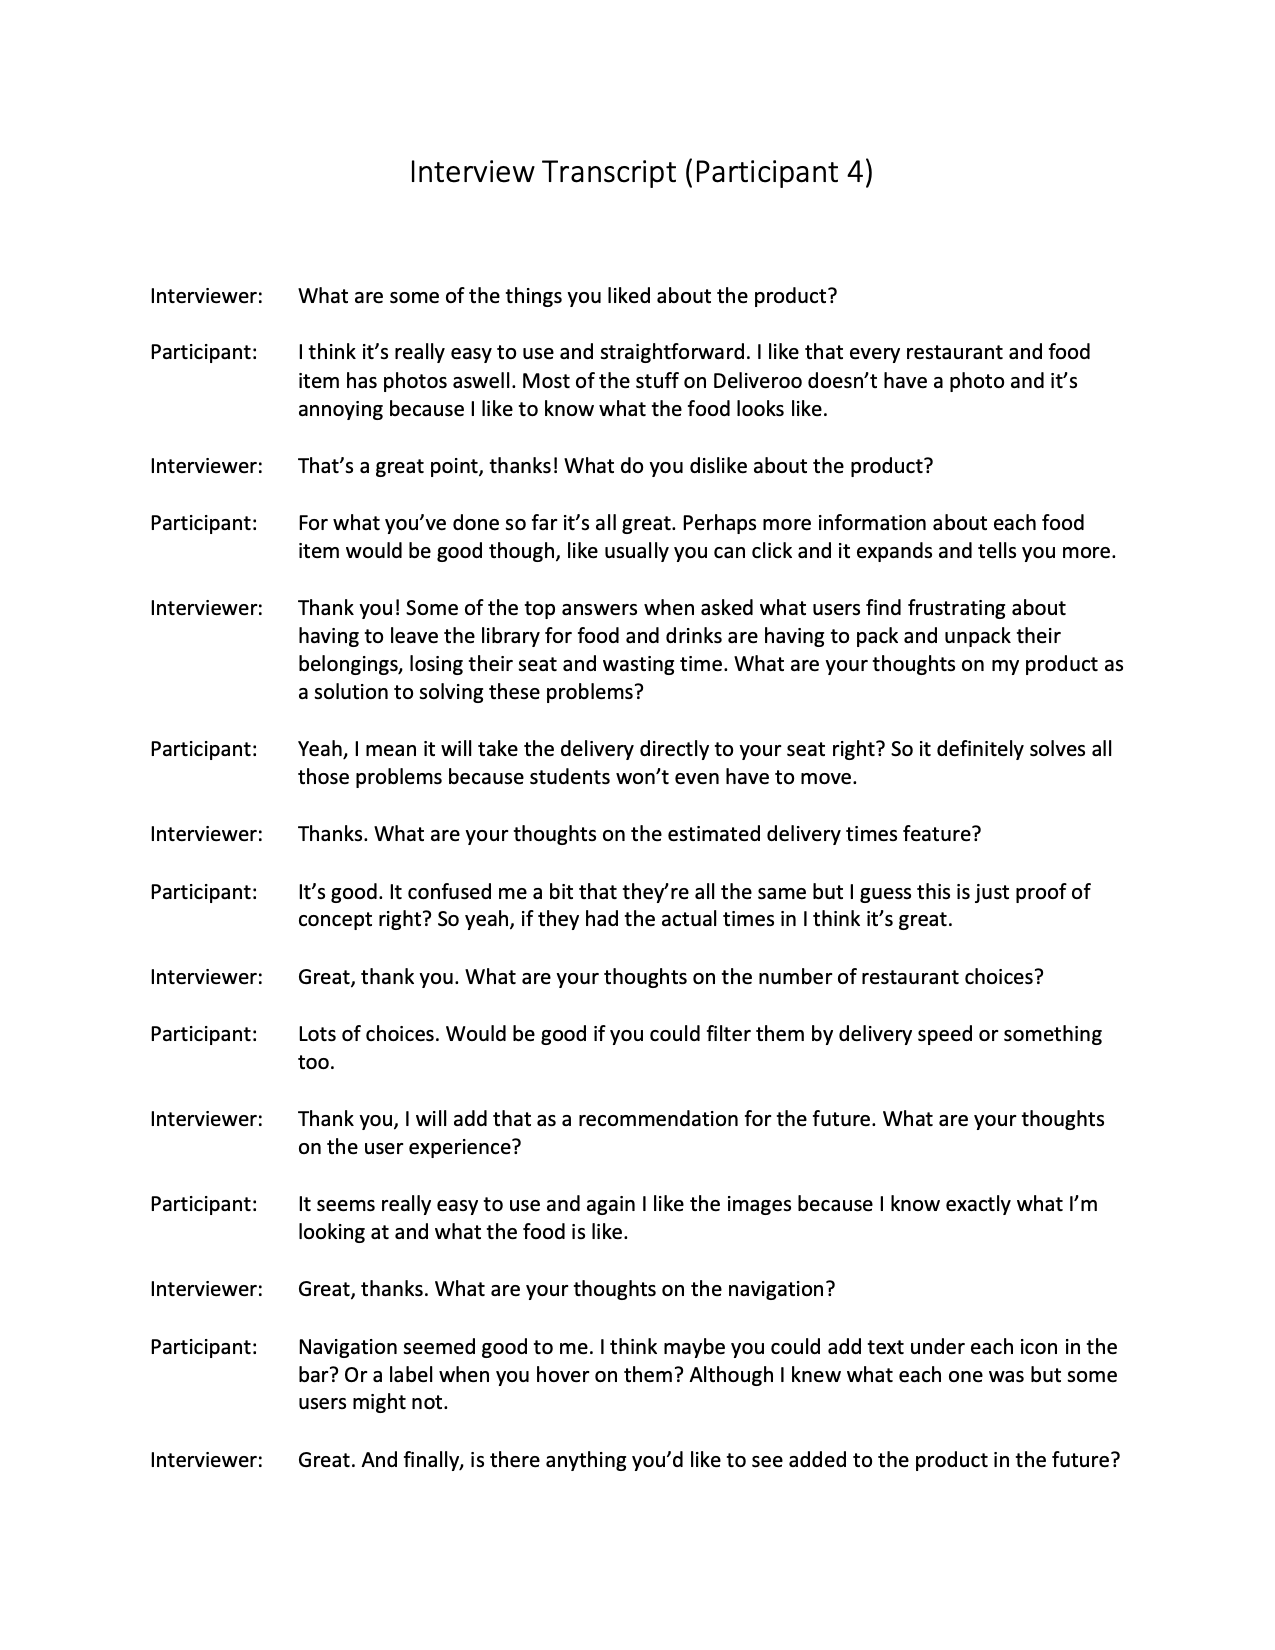 Interview Transcript (Participant 4)
Interviewer: What are some of the things you liked about the product?
Participant: I think it’s really easy to use and straightforward. I like that every restaurant and food
item has photos aswell. Most of the stuff on Deliveroo doesn’t have a photo and it’s
annoying because I like to know what the food looks like.
Interviewer: That’s a great point, thanks! What do you dislike about the product?
Participant: For what you’ve done so far it’s all great. Perhaps more information about each food
item would be good though, like usually you can click and it expands and tells you more.
Interviewer: Thank you! Some of the top answers when asked what users find frustrating about
having to leave the library for food and drinks are having to pack and unpack their
belongings, losing their seat and wasting time. What are your thoughts on my product as
a solution to solving these problems?
Participant: Yeah, I mean it will take the delivery directly to your seat right? So it definitely solves all
those problems because students won’t even have to move.
Interviewer: Thanks. What are your thoughts on the estimated delivery times feature?
Participant: It’s good. It confused me a bit that they’re all the same but I guess this is just proof of
concept right? So yeah, if they had the actual times in I think it’s great.
Interviewer: Great, thank you. What are your thoughts on the number of restaurant choices?
Participant: Lots of choices. Would be good if you could filter them by delivery speed or something
too.
Interviewer: Thank you, I will add that as a recommendation for the future. What are your thoughts
on the user experience?
Participant: It seems really easy to use and again I like the images because I know exactly what I’m
looking at and what the food is like.
Interviewer: Great, thanks. What are your thoughts on the navigation?
Participant: Navigation seemed good to me. I think maybe you could add text under each icon in the
bar? Or a label when you hover on them? Although I knew what each one was but some
users might not.
Interviewer: Great. And finally, is there anything you’d like to see added to the product in the future?